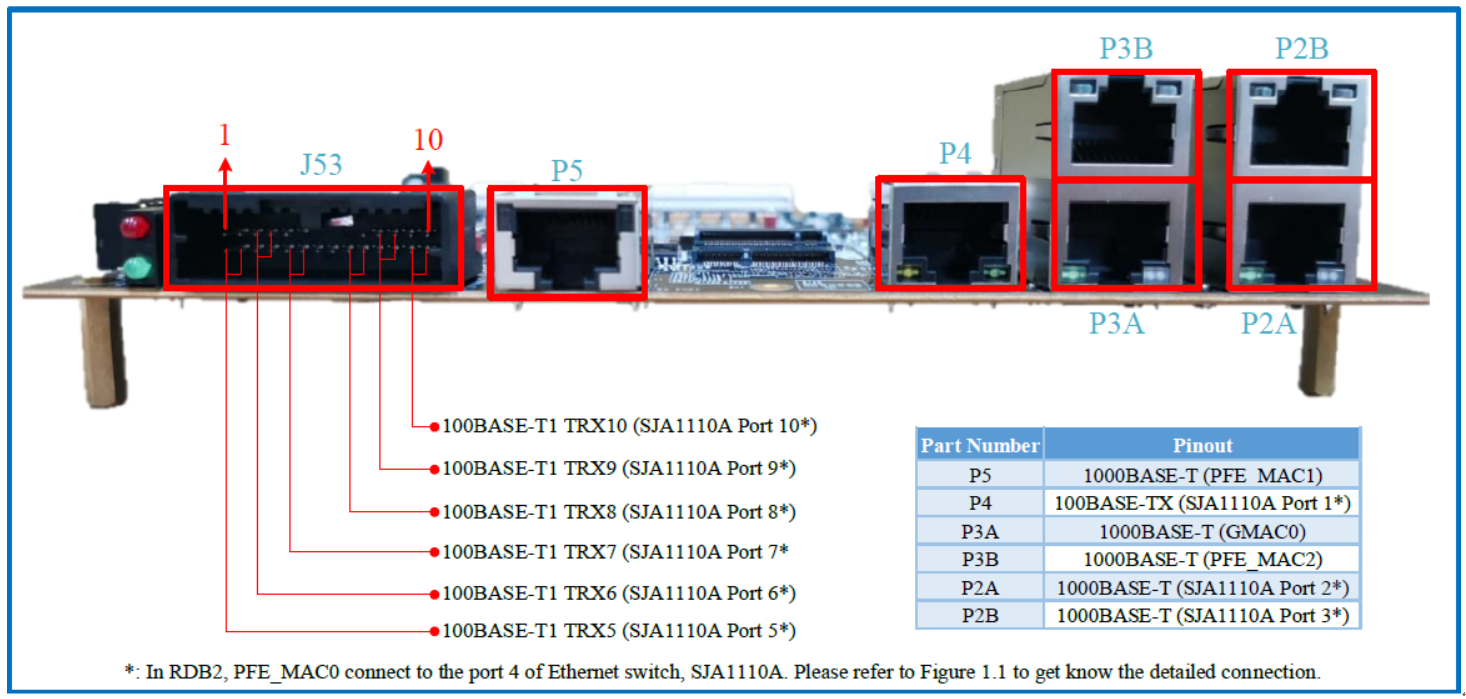 P3B
P2B
1
10
J53
P5
P4
P3A
P2A
100BASE-T1 TRX10 (SJA1110A Port 10*)
100BASE-T1 TRX9 (SJA1110A Port 9*)
100BASE-T1 TRX8 (SJA1110A Port 8*)
100BASE-T1 TRX7 (SJA1110A Port 7*
100BASE-T1 TRX6 (SJA1110A Port 6*)
100BASE-T1 TRX5 (SJA1110A Port 5*)
Part Number Pinout
P5 1000BASE-T (PFE_MAC1)
P4 100BASE-TX (SJA1110A Port 1*)
P3A 1000BASE-T (GMAC0)
P3B 1000BASE-T (PFE_MAC2)
P2A 1000BASE-T (SJA1110A Port 2*)
P2B 1000BASE-T (SJA1110A Port 3*)
*: In RDB2, PFE_MAC0 connect to the port 4 of Ethernet switch, SJA1110A. Please refer to Figure 1.1 to get know the detailed connection.